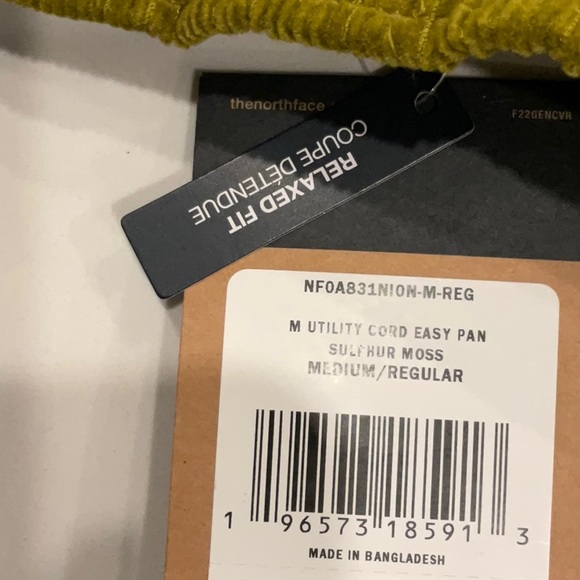 thenorthface
F22GENCVR
RELAXED FIT
COUPE DÉTENDUE
NF0A831NI0N-M-REG
M UTILITY CORD EASY PAN
SULFHUR MOSS
MEDIUM/REGULAR
1 96573 18591 3
MADE IN BANGLADESH